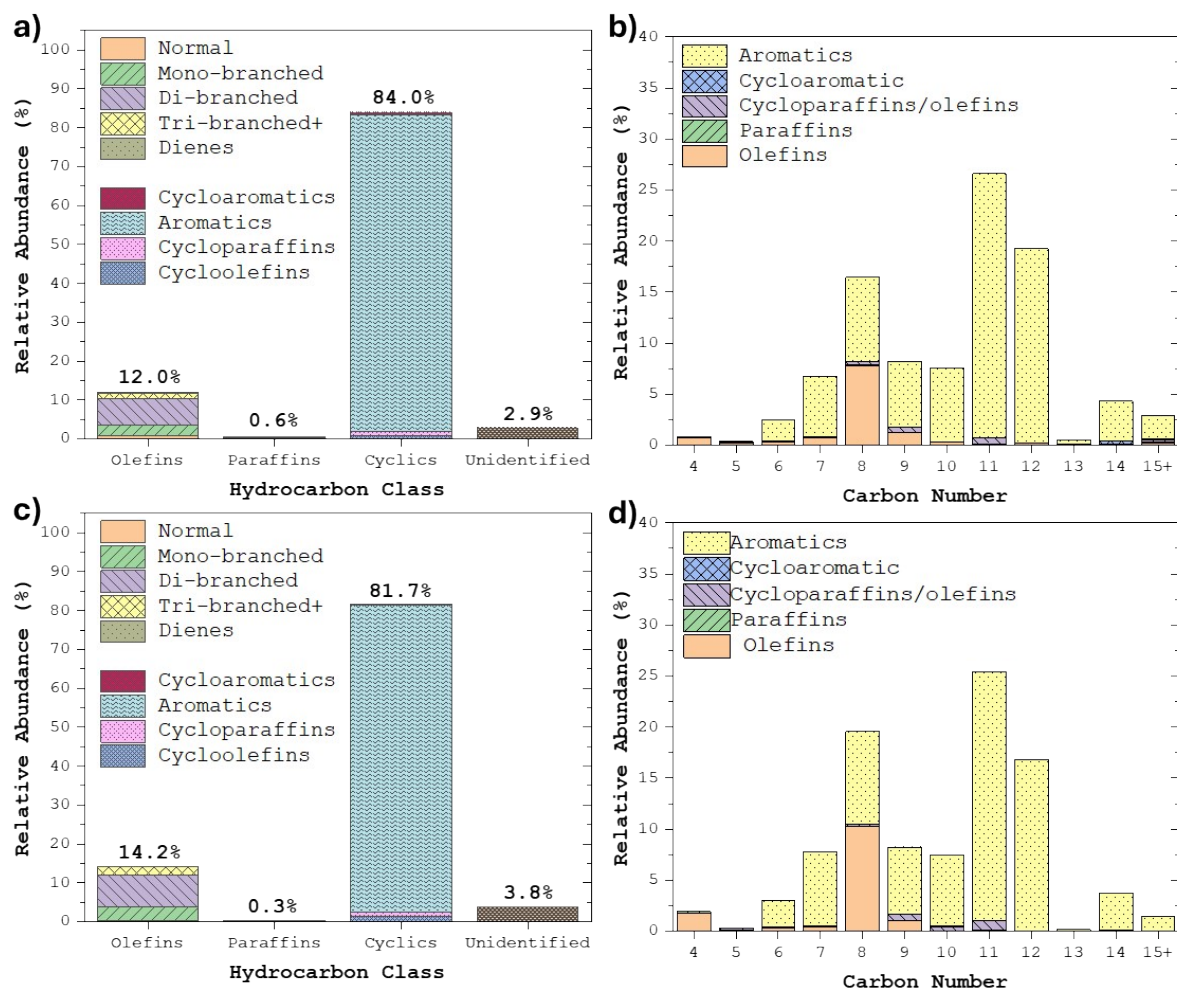 a)
Relative Abundance (%)
100
90
80
70
60
50
40
30
20
10
0
Normal
Mono-branched
Di-branched
Tri-branched+
Dienes
Cycloaromatics
Aromatics
Cycloparaffins
Cycloolefins
12.0%
0.6%
84.0%
2.9%
Olefins Paraffins Cyclics Unidentified
Hydrocarbon Class
b)
Relative Abundance (%)
40
35
30
25
20
15
10
5
0
Aromatics
Cycloaromatic
Cycloparaffins/olefins
Paraffins
Olefins
4 5 6 7 8 9 10 11 12 13 14 15+
Carbon Number
c)
Relative Abundance (%)
100
90
80
70
60
50
40
30
20
10
0
Normal
Mono-branched
Di-branched
Tri-branched+
Dienes
Cycloaromatics
Aromatics
Cycloparaffins
Cycloolefins
14.2%
0.3%
81.7%
3.8%
Olefins Paraffins Cyclics Unidentified
Hydrocarbon Class
d)
Relative Abundance (%)
40
35
30
25
20
15
10
5
0
Aromatics
Cycloaromatic
Cycloparaffins/olefins
Paraffins
Olefins
4 5 6 7 8 9 10 11 12 13 14 15+
Carbon Number